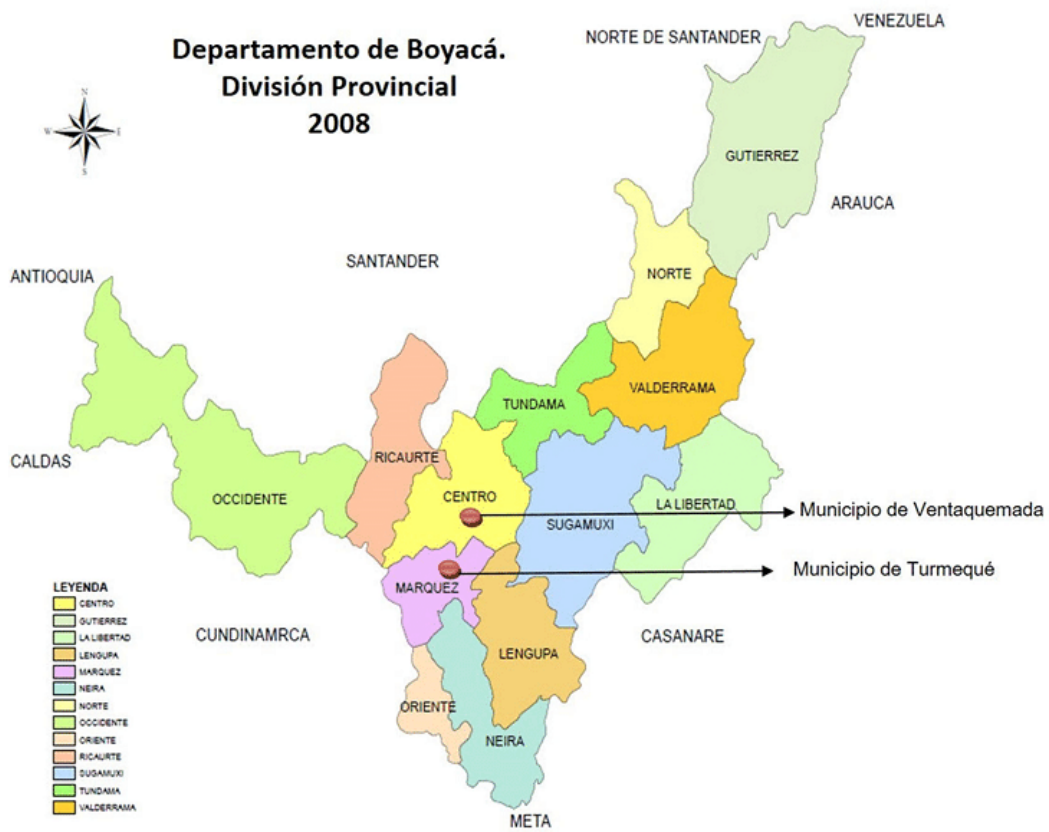 Departamento de Boyacá.
División Provincial
2008
N
W
E
S
VENEZUELA
NORTE DE SANTANDER
GUTIERREZ
ARAUCA
SANTANDER
ANTIOQUIA
NORTE
VALDERRAMA
TUNDAMA
CALDAS
RICAURTE
OCCIDENTE
CENTRO
LA LIBERTAD
SUGAMUXI
Municipio de Ventaquemada
Municipio de Turmequé
MARQUEZ
CUNDINAMRCA
CASANARE
LENGUPA
ORIENTE
NEIRA
META
LEYENDA
CENTRO
GUTIERREZ
LA LIBERTAD
LENGUPA
MARQUEZ
NEIRA
NORTE
OCCIDENTE
ORIENTE
RICAURTE
SUGAMUXI
TUNDAMA
VALDERRAMA